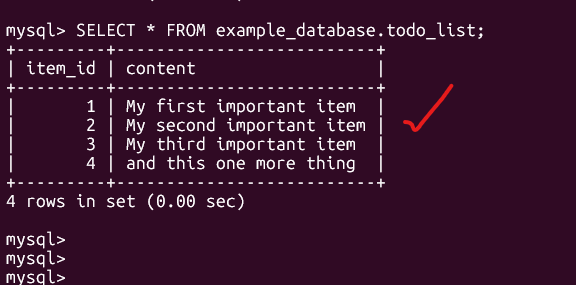 mysql> SELECT * FROM example_database.todo_list;
+---------+--------------------------+
| item_id | content                  |
+---------+--------------------------+
|       1 | My first important item  |
|       2 | My second important item |
|       3 | My third important item  |
|       4 | and this one more thing  |
+---------+--------------------------+
4 rows in set (0.00 sec)
mysql>
mysql>
mysql>